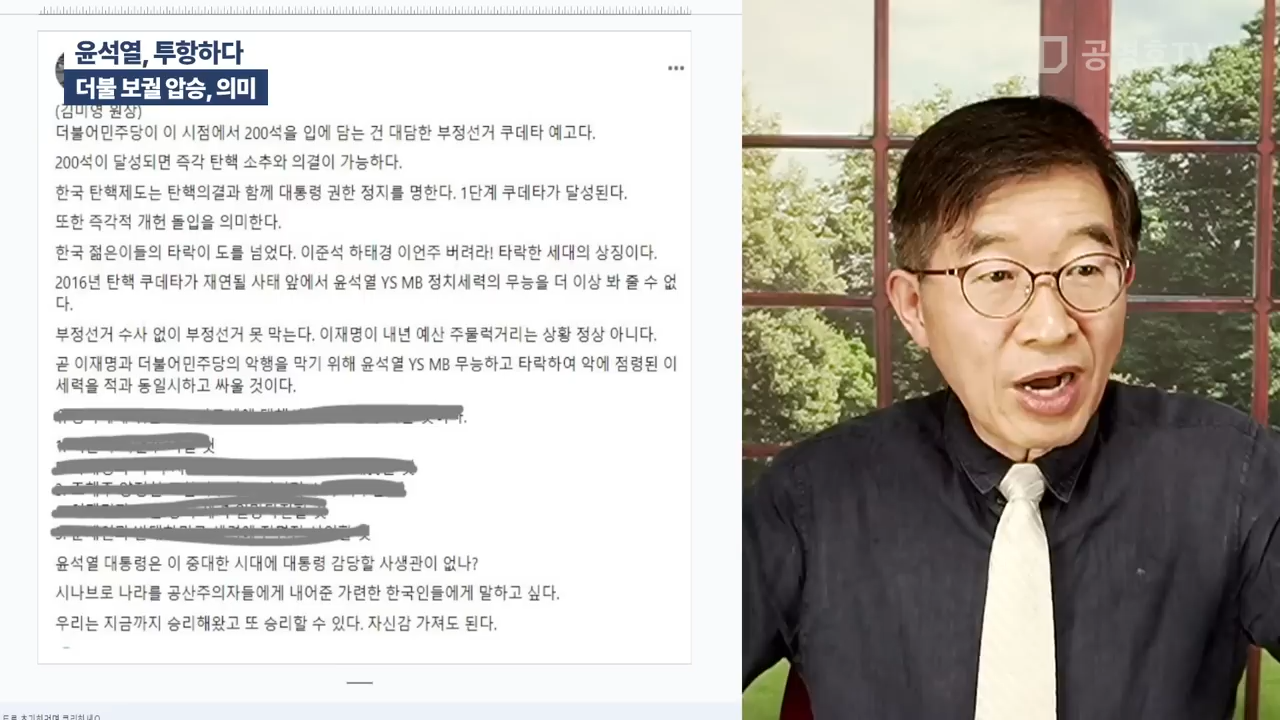 윤석열, 투항하다
더불 보궐 압승, 의미
공병호TV
(김미영 원장)
더불어민주당이 이 시점에서 200석을 입에 담는 건 대담한 부정선거 쿠데타 예고다.
200석이 달성되면 즉각 탄핵 소추와 의결이 가능하다.
한국 탄핵제도는 탄핵의결과 함께 대통령 권한 정지를 명한다. 1단계 쿠데타가 달성된다.
또한 즉각적 개헌 돌입을 의미한다.
한국 젊은이들의 타락이 도를 넘었다. 이준석 하태경 이언주 버려라! 타락한 세대의 상징이다.
2016년 탄핵 쿠데타가 재연될 사태 앞에서 윤석열 YS MB 정치세력의 무능을 더 이상 봐 줄 수 없
다.
부정선거 수사 없이 부정선거 못 막는다. 이재명이 내년 예산 주물럭거리는 상황 정상 아니다.
곧 이재명과 더불어민주당의 악행을 막기 위해 윤석열 YS MB 무능하고 타락하여 악에 점령된 이
세력을 적과 동일시하고 싸울 것이다.
윤석열 대통령은 이 중대한 시대에 대통령 감당할 사생관이 없나?
시나브로 나라를 공산주의자들에게 내어준 가련한 한국인들에게 말하고 싶다.
우리는 지금까지 승리해왔고 또 승리할 수 있다. 자신감 가져도 된다.